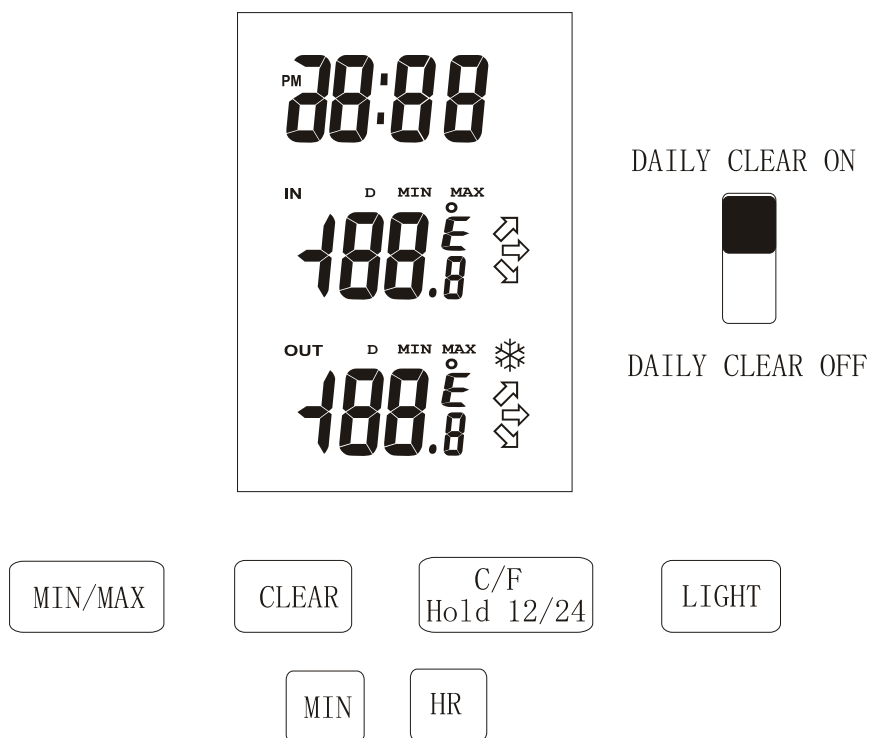 PM 28:88
IN D MIN MAX
-188.8 °E
OUT D MIN MAX
-188.8 °E
DAILY CLEAR ON
DAILY CLEAR OFF
MIN/MAX
CLEAR
C/F
Hold 12/24
LIGHT
MIN
HR